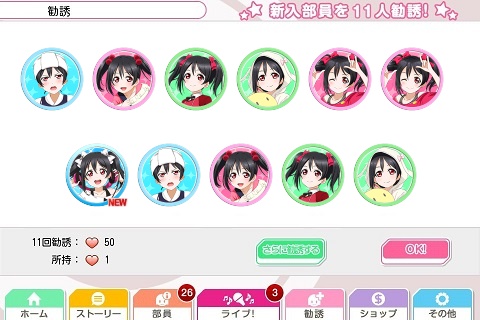 勧誘
新入部員を11人勧誘!
NEW
11回勧誘: 50
所持: 1
さらに勧誘する
OK!
26
3
ホーム
ストーリー
部員
ライブ!
勧誘
ショップ
その他